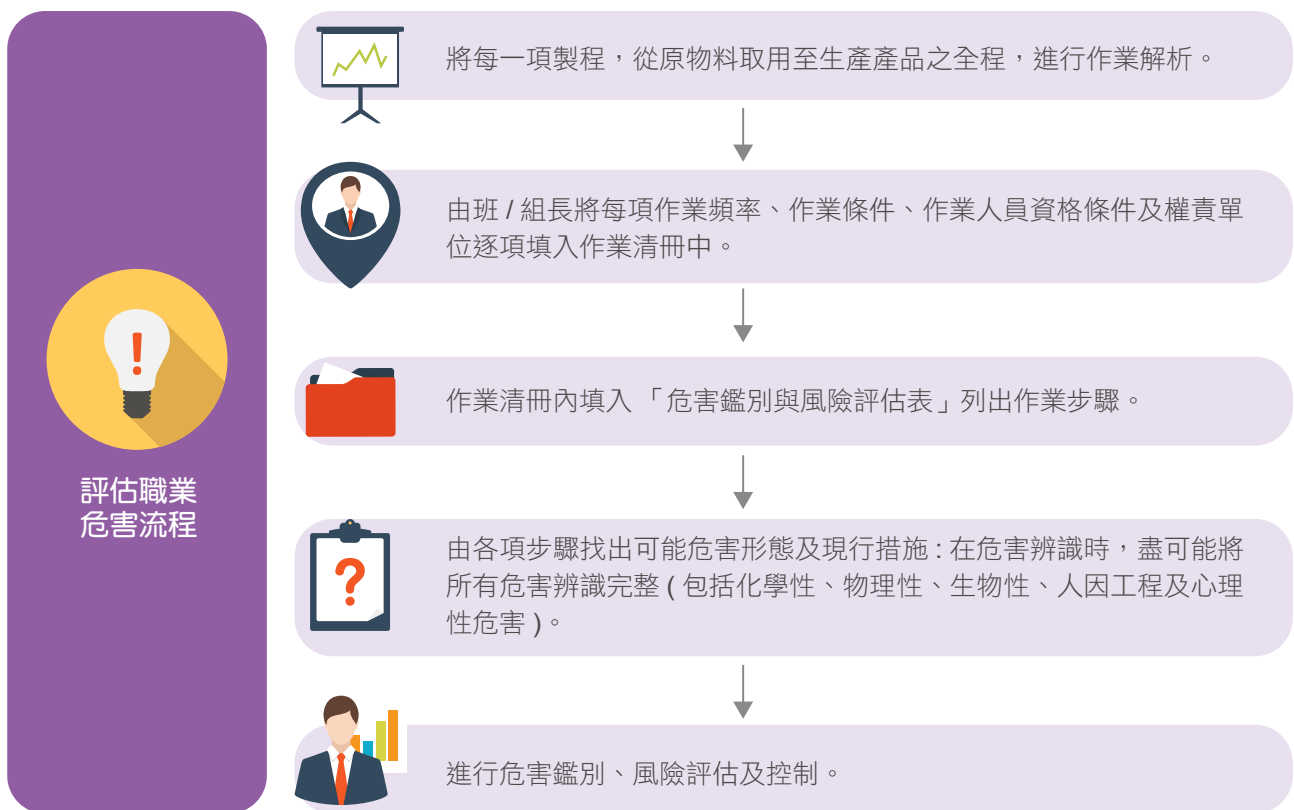 評估職業
危害流程
將每一項製程，從原物料取用至生產產品之全程，進行作業解析。
由班 / 組長將每項作業頻率、作業條件、作業人員資格條件及權責單
位逐項填入作業清冊中。
作業清冊內填入 「危害鑑別與風險評估表」列出作業步驟。
由各項步驟找出可能危害形態及現行措施 : 在危害辨識時，盡可能將
所有危害辨識完整 ( 包括化學性、物理性、生物性、人因工程及心理
性危害 )。
進行危害鑑別、風險評估及控制。